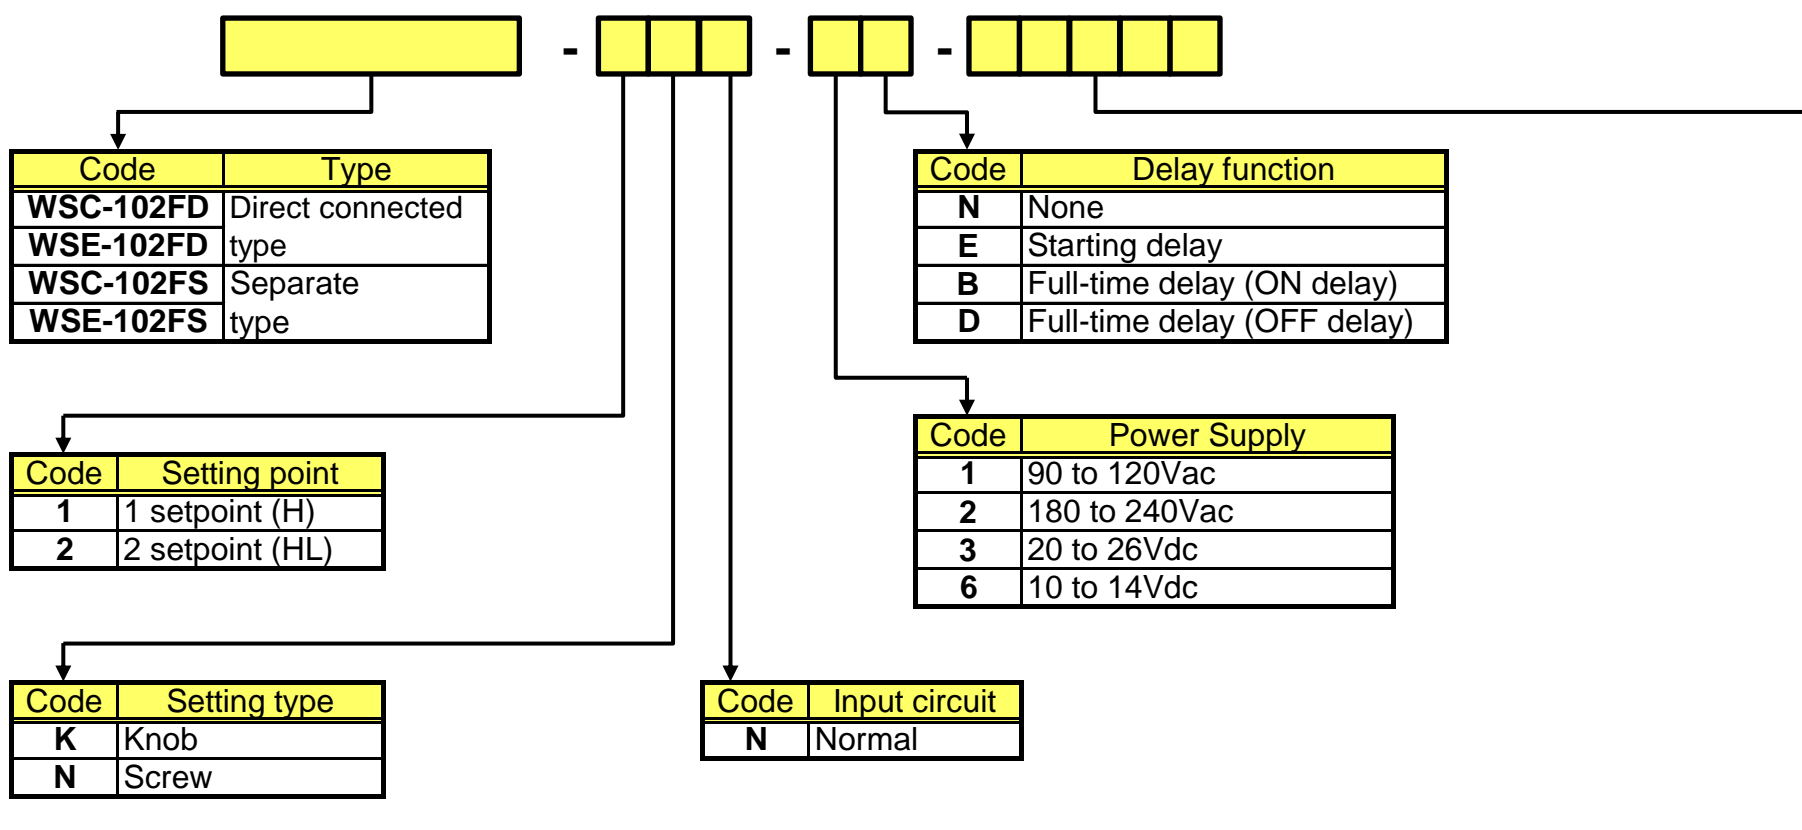 - - -
Code Type
WSC-102FD Direct connected
WSE-102FD type
WSC-102FS Separate
WSE-102FS type
Code Delay function
N None
E Starting delay
B Full-time delay (ON delay)
D Full-time delay (OFF delay)
Code Setting point
1 1 setpoint (H)
2 2 setpoint (HL)
Code Power Supply
1 90 to 120Vac
2 180 to 240Vac
3 20 to 26Vdc
6 10 to 14Vdc
Code Setting type
K Knob
N Screw
Code Input circuit
N Normal